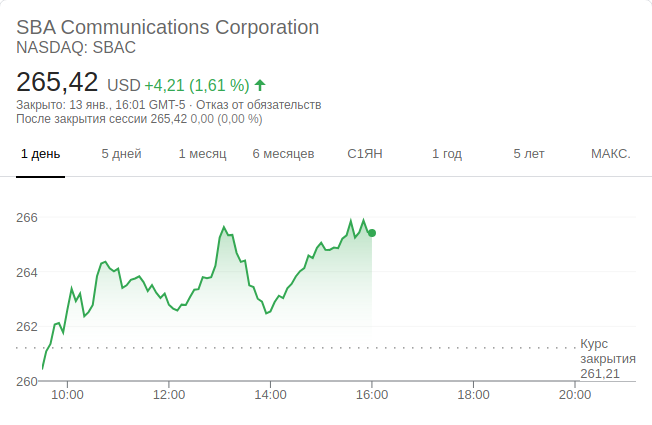 SBA Communications Corporation
NASDAQ: SBAC
265,42 USD +4,21 (1,61 %)
Закрыто: 13 янв., 16:01 GMT-5 · Отказ от обязательств
После закрытия сессии 265,42 0,00 (0,00 %)
1 день 5 дней 1 месяц 6 месяцев С1ЯН 1 год 5 лет МАКС.
266
264
262
260
Курс
закрытия
261,21
10:00 12:00 14:00 16:00 18:00 20:00